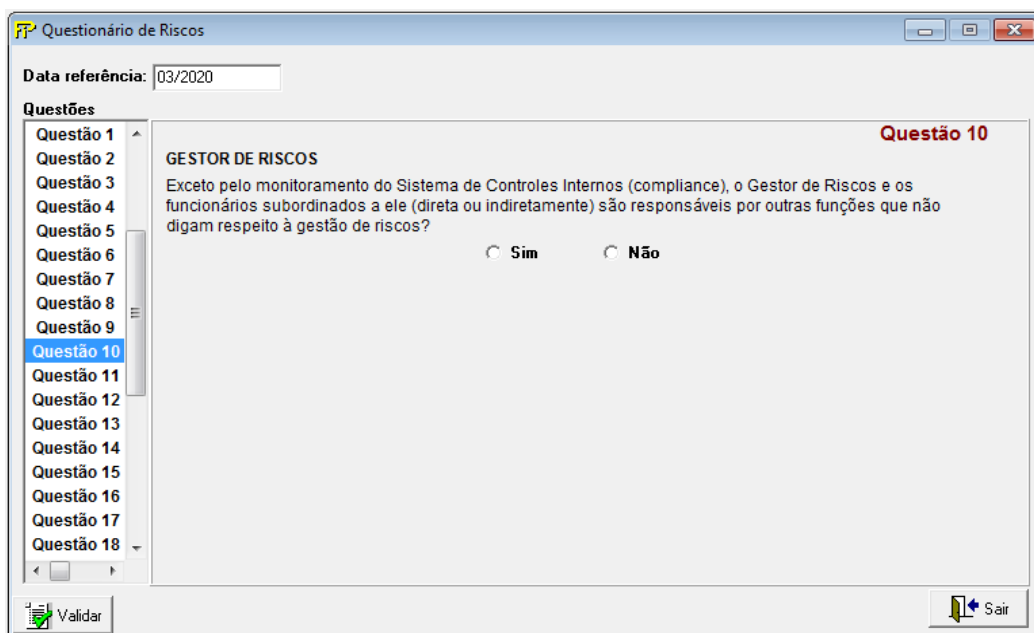 FIP Questionário de Riscos
Data referência: 03/2020
Questões
Questão 1
Questão 2
Questão 3
Questão 4
Questão 5
Questão 6
Questão 7
Questão 8
Questão 9
Questão 10
Questão 11
Questão 12
Questão 13
Questão 14
Questão 15
Questão 16
Questão 17
Questão 18
Questão 10
GESTOR DE RISCOS
Exceto pelo monitoramento do Sistema de Controles Internos (compliance), o Gestor de Riscos e os
funcionários subordinados a ele (direta ou indiretamente) são responsáveis por outras funções que não
digam respeito à gestão de riscos?
Sim Não
Validar
Sair